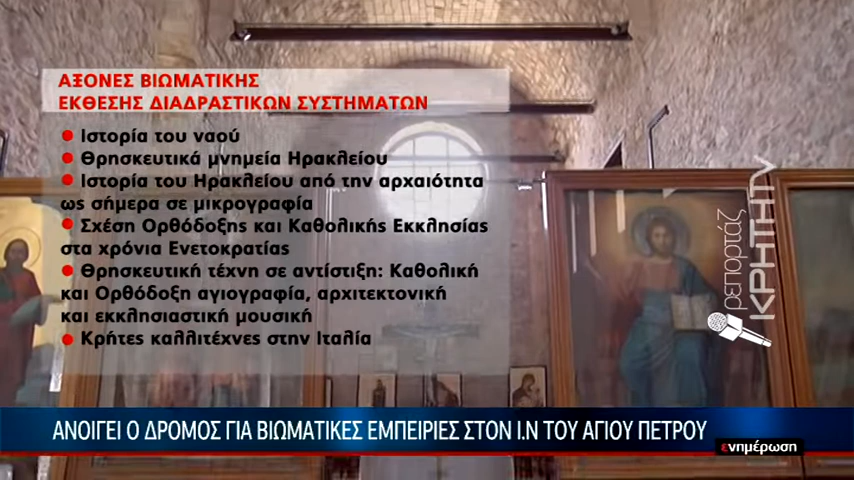 ΑΞΟΝΕΣ ΒΙΩΜΑΤΙΚΗΣ
ΕΚΘΕΣΗΣ ΔΙΑΔΡΑΣΤΙΚΩΝ ΣΥΣΤΗΜΑΤΩΝ
● Ιστορία του ναού
● Θρησκευτικά μνημεία Ηρακλείου
● Ιστορία του Ηρακλείου από την αρχαιότητα
ως σήμερα σε μικρογραφία
● Σχέση Ορθόδοξης και Καθολικής Εκκλησίας
στα χρόνια Ενετοκρατίας
● Θρησκευτική τέχνη σε αντίστιξη: Καθολική
και Ορθόδοξη αγιογραφία, αρχιτεκτονική
και εκκλησιαστική μουσική
● Κρήτες καλλιτέχνες στην Ιταλία
ρεπορτάζ
ΚΡΗΤΗTV
ΑΝΟΙΓΕΙ Ο ΔΡΟΜΟΣ ΓΙΑ ΒΙΩΜΑΤΙΚΕΣ ΕΜΠΕΙΡΙΕΣ ΣΤΟΝ Ι.Ν ΤΟΥ ΑΓΙΟΥ ΠΕΤΡΟΥ
ενημέρωση